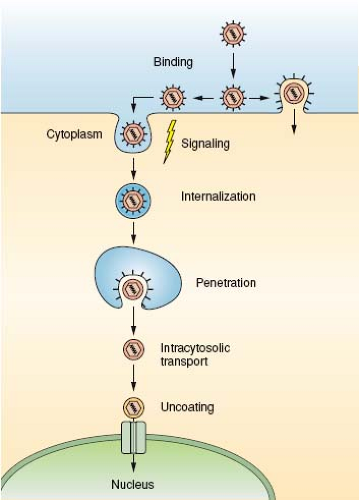 Binding
Cytoplasm
Signaling
Internalization
Penetration
Intracytosolic
transport
Uncoating
Nucleus